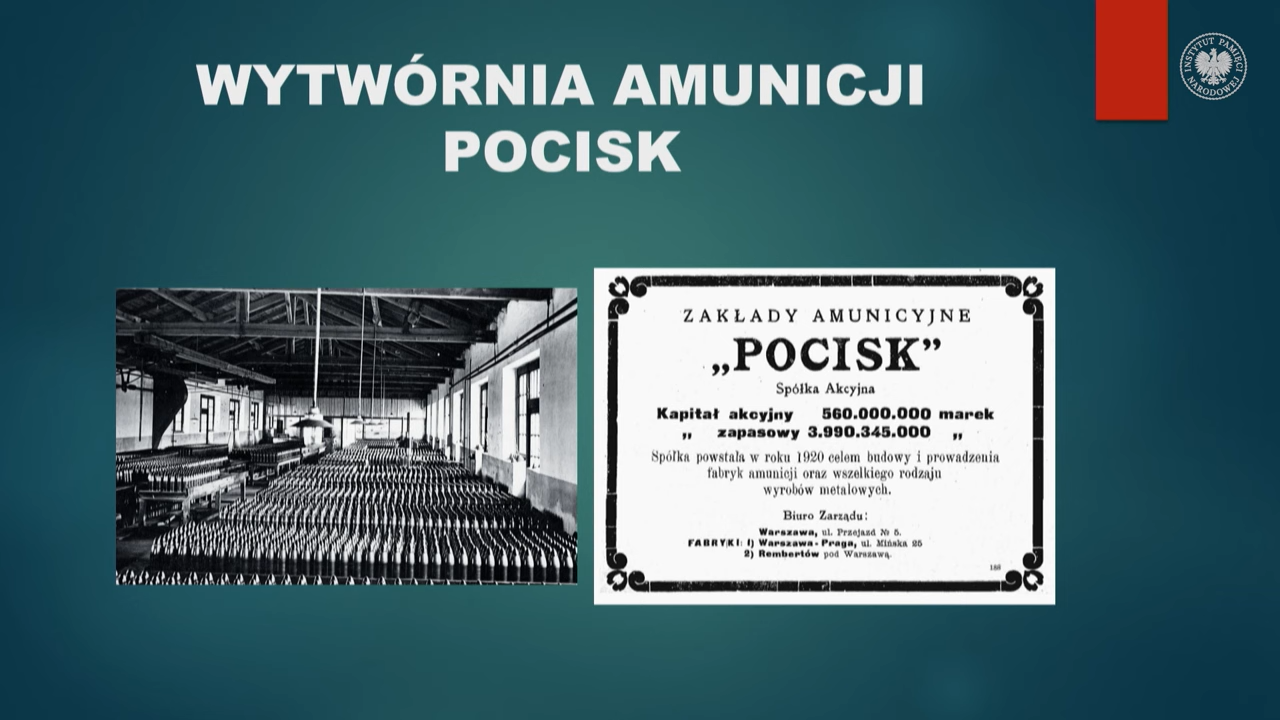 WYTWÓRNIA AMUNICJI
POCISK
INSTYTUT PAMIĘCI NARODOWEJ
ZAKŁADY AMUNICYJNE
„POCISK”
Spółka Akcyjna
Kapitał akcyjny 560.000.000 marek
„ zapasowy 3.990.345.000 „
Spółka powstała w roku 1920 celem budowy i prowadzenia
fabryk amunicji oraz wszelkiego rodzaju
wyrobów metalowych.
Biuro Zarządu:
Warszawa, ul. Przejazd № 5.
FABRYKI: 1) Warszawa-Praga, ul. Mińska 25
2) Rembertów pod Warszawą.
188